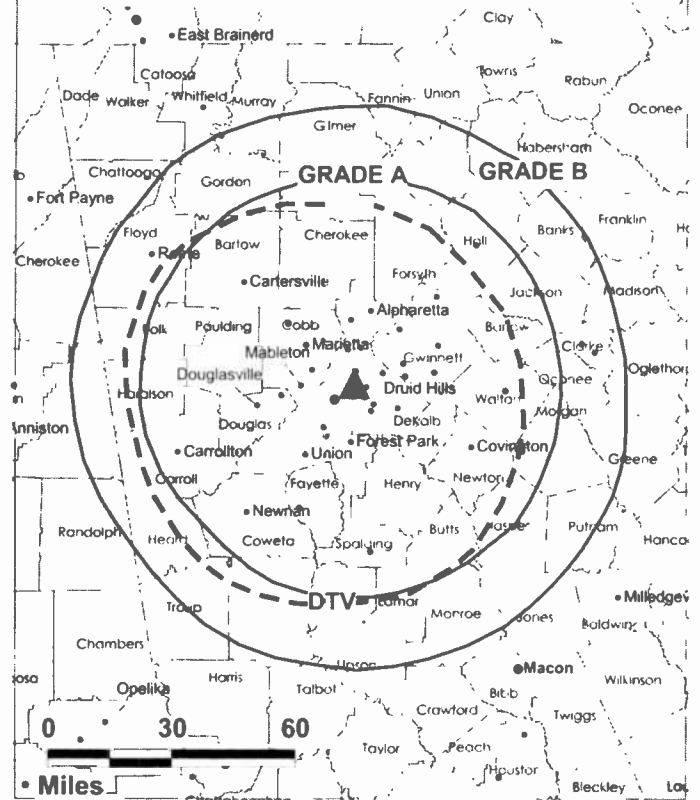 Clay
East Brainerd
Towns
Catoosa
Rabun
Dade
Walker
Whitfield
Murray
Fannin
Union
Oconee
Gilmer
Habersham
Chattooga
GRADE A
GRADE B
Gordon
Fort Payne
Franklin
Floyd
Cherokee
Banks
Hall
Bartow
Rome
Cherokee
Forsyth
Cartersville
Jackson
Madison
Alpharetta
Polk
Paulding
Cobb
Barrow
Marietta
Clarke
Mableton
Gwinnett
Oglethor
Douglasville
Oconee
Druid Hills
Haralson
Walton
Morgan
Douglas
DeKalb
Anniston
Forest Park
Carrollton
Union
Covington
Greene
Carroll
Fayette
Henry
Newton
Newnan
Randolph
Heard
Coweta
Butts
Jasper
Putnam
Hanco
Spalding
DTV
Lamar
Milledgev
Troup
Monroe
Jones
Baldwin
Chambers
Upson
Macon
osa
Harris
Opelika
Talbot
Bibb
Wilkinson
Crawford
Twiggs
0 30 60
Taylor
Peach
Houston
Miles
Bleckley